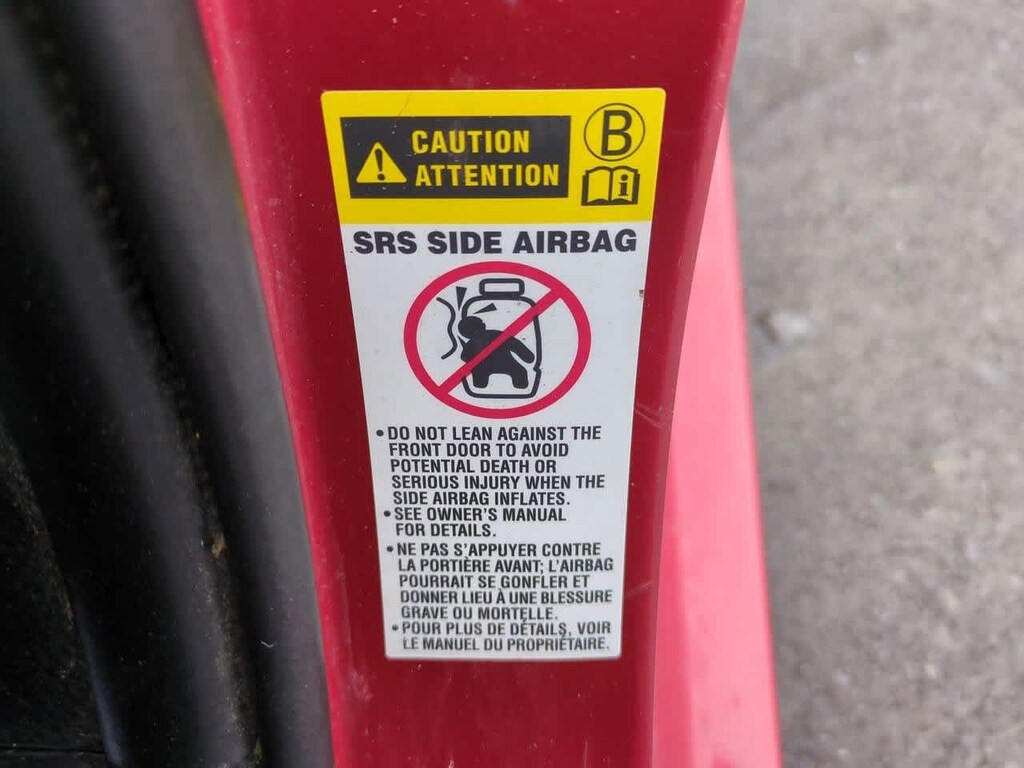 CAUTION
ATTENTION
B
i
SRS SIDE AIRBAG
•DO NOT LEAN AGAINST THE
FRONT DOOR TO AVOID
POTENTIAL DEATH OR
SERIOUS INJURY WHEN THE
SIDE AIRBAG INFLATES.
•SEE OWNER'S MANUAL
FOR DETAILS.
•NE PAS S'APPUYER CONTRE
LA PORTIÈRE AVANT; L'AIRBAG
POURRAIT SE GONFLER ET
DONNER LIEU À UNE BLESSURE
GRAVE OU MORTELLE.
•POUR PLUS DE DÉTAILS, VOIR
LE MANUEL DU PROPRIÉTAIRE.